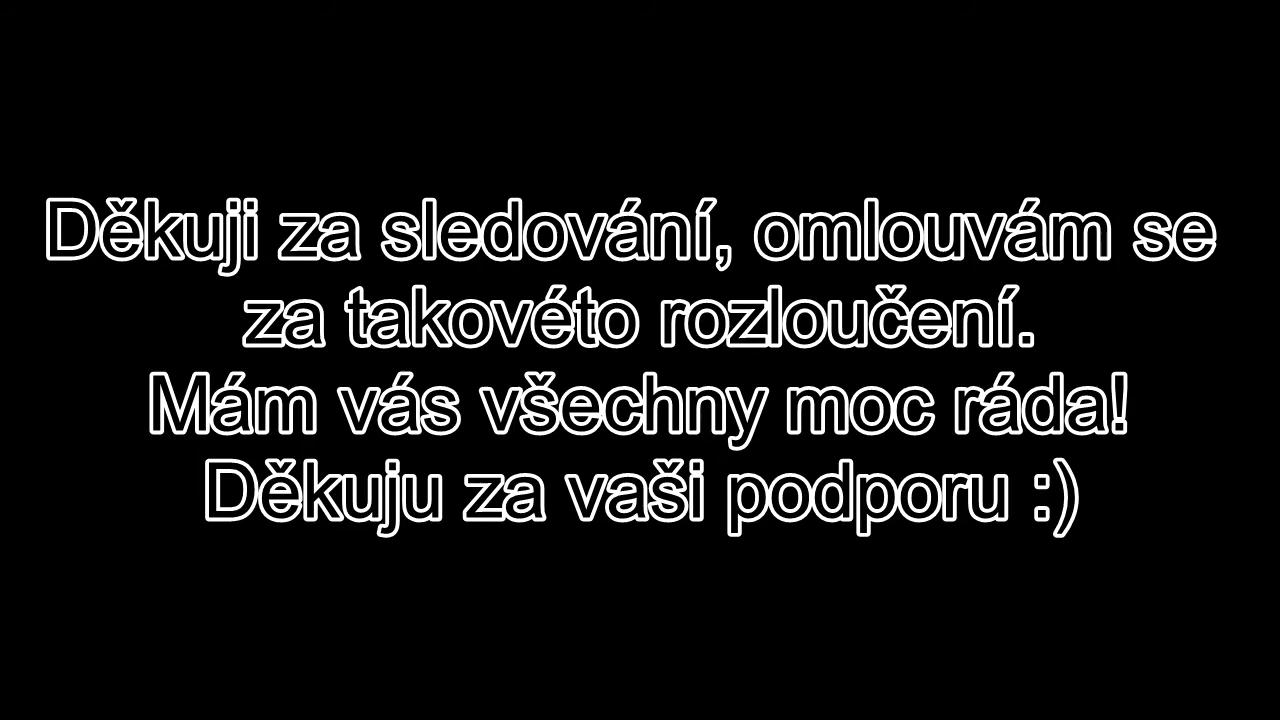 Děkuji za sledování, omlouvám se
za takovéto rozloučení.
Mám vás všechny moc ráda!
Děkuju za vaši podporu :)